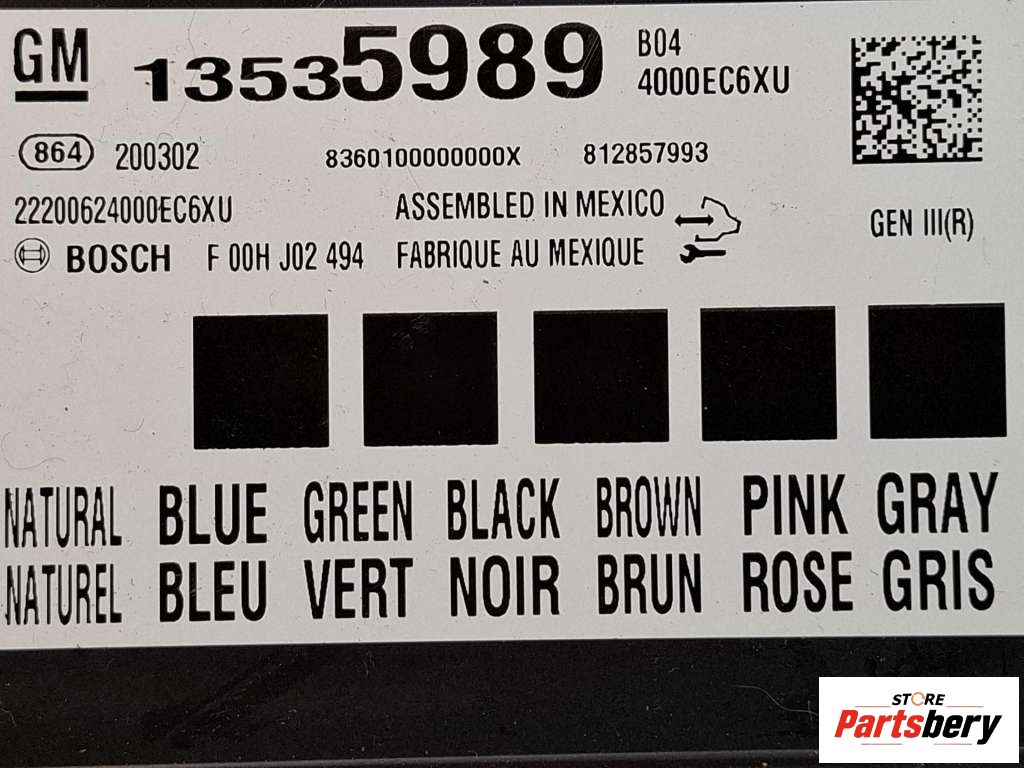 GM 13535989 B04
4000EC6XU
864 200302 8360100000000X 812857993
22200624000EC6XU ASSEMBLED IN MEXICO GEN III(R)
BOSCH F 00H J02 494 FABRIQUE AU MEXIQUE
NATURAL BLUE GREEN BLACK BROWN PINK GRAY
NATUREL BLEU VERT NOIR BRUN ROSE GRIS
STORE
Partsbery